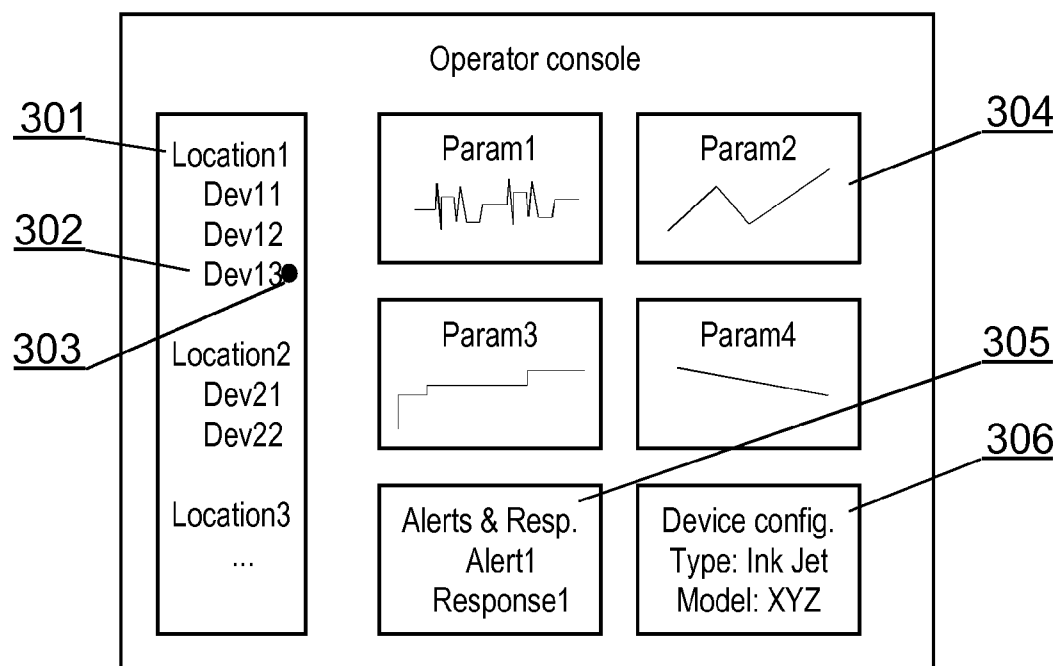 Operator console
301
Location1
Dev11
Dev12
302
Dev13
303
Location2
Dev21
Dev22
Location3
...
Param1
Param2
304
Param3
Param4
305
Alerts & Resp.
Alert1
Response1
Device config.
Type: Ink Jet
Model: XYZ
306